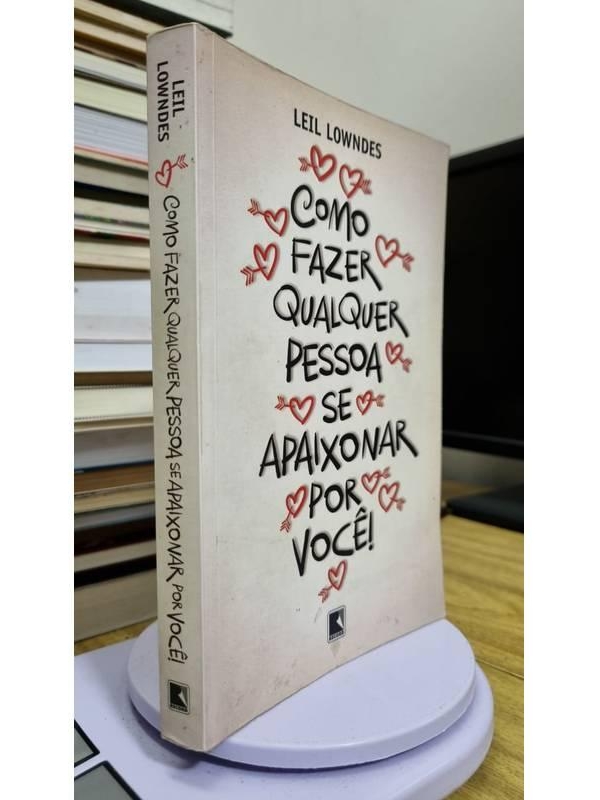 LEIL
LOWNDES
COMO FAZER QUALQUER PESSOA SE APAIXONAR POR VOCÊ!
LEIL LOWNDES
COMO
FAZER
QUALQUER
PESSOA
SE
APAIXONAR
POR
VOCÊ!